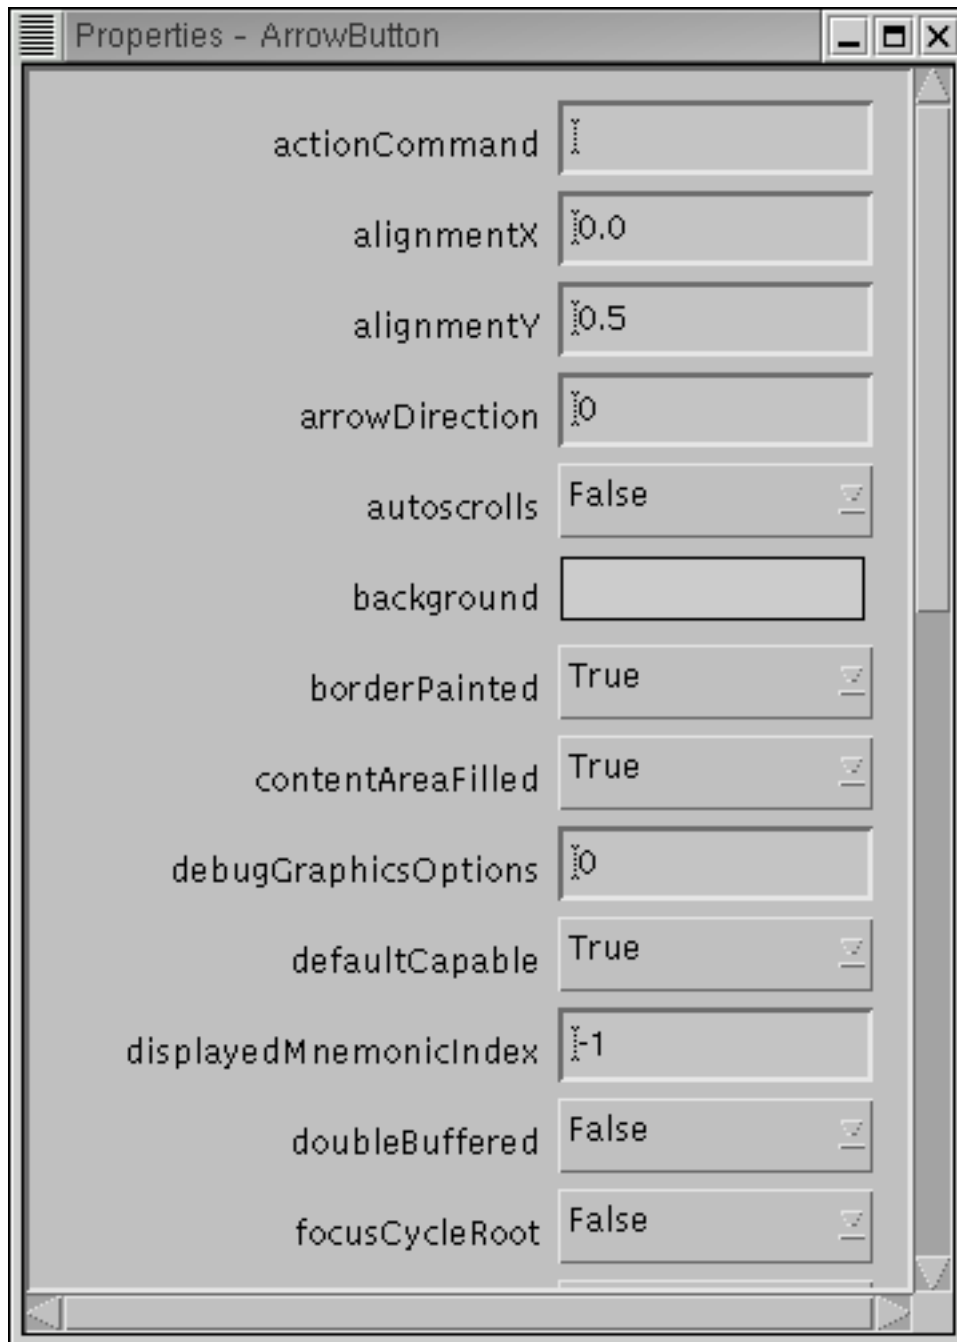 Properties - ArrowButton
actionCommand
alignmentX 0.0
alignmentY 0.5
arrowDirection 0
autoscrolls False
background
borderPainted True
contentAreaFilled True
debugGraphicsOptions 0
defaultCapable True
displayedMnemonicIndex -1
doubleBuffered False
focusCycleRoot False